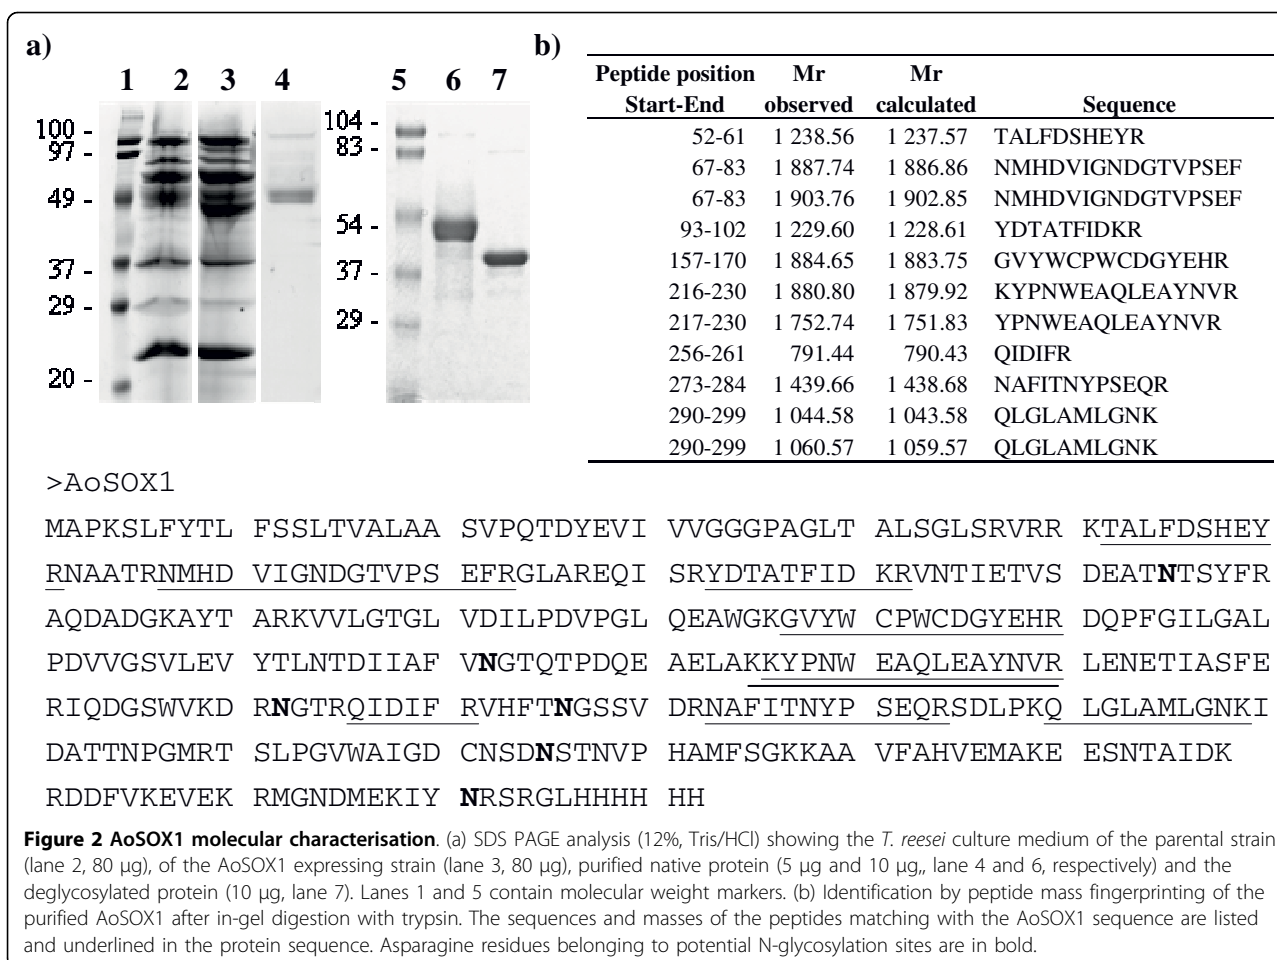 a)
1 2 3 4
100 -
97 -
49 -
37 -
29 -
20 -
5 6 7
104 -
83 -
54 -
37 -
29 -
b)
Peptide position Mr Mr
Start-End observed calculated Sequence
52-61 1 238.56 1 237.57 TALFDSHEYR
67-83 1 887.74 1 886.86 NMHDVIGNDGTVPSEF
67-83 1 903.76 1 902.85 NMHDVIGNDGTVPSEF
93-102 1 229.60 1 228.61 YDTATFIDKR
157-170 1 884.65 1 883.75 GVYWCPWCDGYEHR
216-230 1 880.80 1 879.92 KYPNWEAQLEAYNVR
217-230 1 752.74 1 751.83 YPNWEAQLEAYNVR
256-261 791.44 790.43 QIDIFR
273-284 1 439.66 1 438.68 NAFITNYPSEQR
290-299 1 044.58 1 043.58 QLGLAMLGNK
290-299 1 060.57 1 059.57 QLGLAMLGNK
>AoSOX1
MAPKSLFYTL FSSLTVALAA SVPQTDYEVI VVGGGPAGLT ALSGLSRVRR KTALFDSHEY
RNAATRNMHD VIGNDGTVPS EFRGLAREQI SRYDTATFID KRVNTIETVS DEATNTSYFR
AQDADGKAYT ARKVVLGTGL VDILPDVPGL QEAWGKGVYW CPWCDGYEHR DQPFGILGAL
PDVVGSVLEV YTLNTDIIAF VNGTQTPDQE AELAKKYPNW EAQLEAYNVR LENETIASFE
RIQDGSWVKD RNGTRQIDIF RVHFTNGSSV DRNAFITNYP SEQRSDLPKQ LGLAMLGNKI
DATTNPGMRT SLPGVWAIGD CNSDNSTNVP HAMFSGKKAA VFAHVEMAKE ESNTAIDK
RDDFVKEVEK RMGNDMEKIY NRSRGLHHHH HH
Figure 2 AoSOX1 molecular characterisation. (a) SDS PAGE analysis (12%, Tris/HCl) showing the T. reesei culture medium of the parental strain
(lane 2, 80 μg), of the AoSOX1 expressing strain (lane 3, 80 μg), purified native protein (5 μg and 10 μg,, lane 4 and 6, respectively) and the
deglycosylated protein (10 μg, lane 7). Lanes 1 and 5 contain molecular weight markers. (b) Identification by peptide mass fingerprinting of the
purified AoSOX1 after in-gel digestion with trypsin. The sequences and masses of the peptides matching with the AoSOX1 sequence are listed
and underlined in the protein sequence. Asparagine residues belonging to potential N-glycosylation sites are in bold.